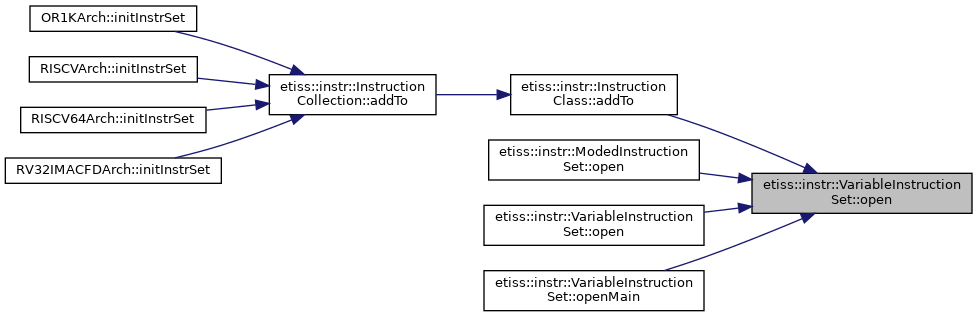 OR1KArch::initInstrSet
RISCVArch::initInstrSet
RISCV64Arch::initInstrSet
RV32IMACFDArch::initInstrSet
etiss::instr::Instruction
Collection::addTo
etiss::instr::Instruction
Class::addTo
etiss::instr::ModedInstruction
Set::open
etiss::instr::VariableInstruction
Set::open
etiss::instr::VariableInstruction
Set::openMain
etiss::instr::VariableInstruction
Set::open